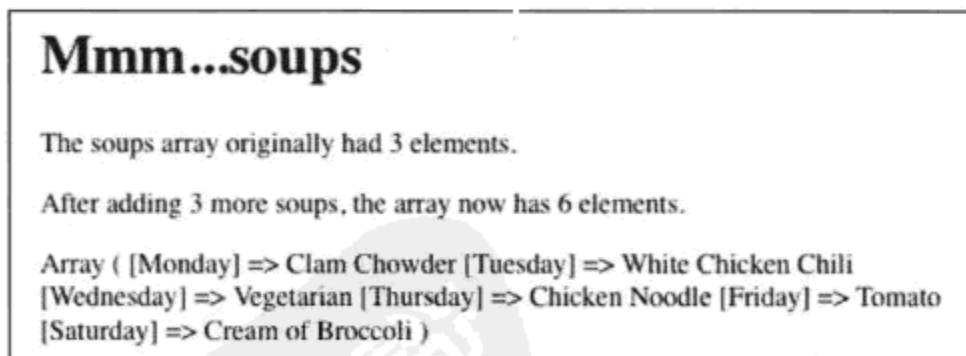 Mmm...soups
The soups array originally had 3 elements.
After adding 3 more soups, the array now has 6 elements.
Array ( [Monday] => Clam Chowder [Tuesday] => White Chicken Chili
[Wednesday] => Vegetarian [Thursday] => Chicken Noodle [Friday] => Tomato
[Saturday] => Cream of Broccoli )